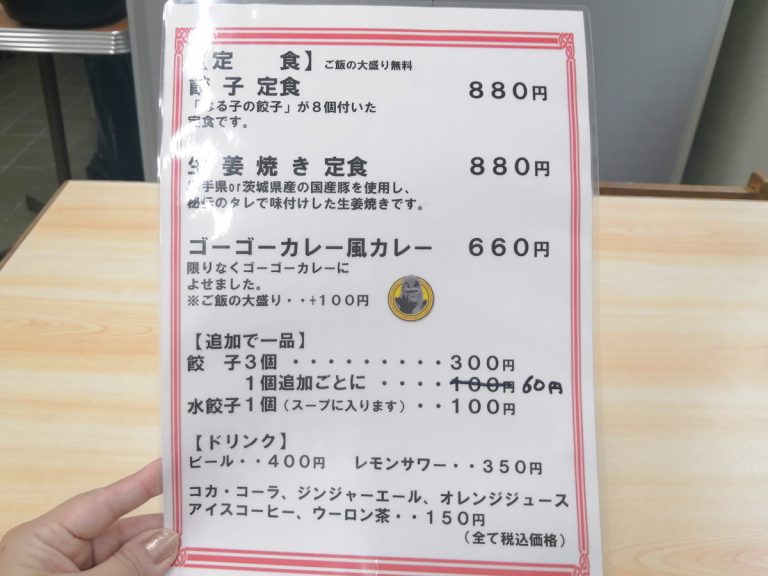 【定　食】ご飯の大盛り無料
餃 子 定食　880円
「はる子の餃子」が８個付いた
定食です。
生 姜 焼 き 定食　880円
手県or茨城県産の国産豚を使用し、
秘伝のタレで味付けした生姜焼きです。
ゴーゴーカレー風カレー　660円
限りなくゴーゴーカレーに
よせました。
※ご飯の大盛り・・+100円
【追加で一品】
餃　子３個 ・・・・・・・・・300円
１個追加ごとに ・・・・100円 60円
水餃子１個（スープに入ります）・・100円
【ドリンク】
ビール・・400円　レモンサワー・・350円
コカ・コーラ、ジンジャーエール、オレンジジュース
アイスコーヒー、ウーロン茶・・150円
（全て税込価格）